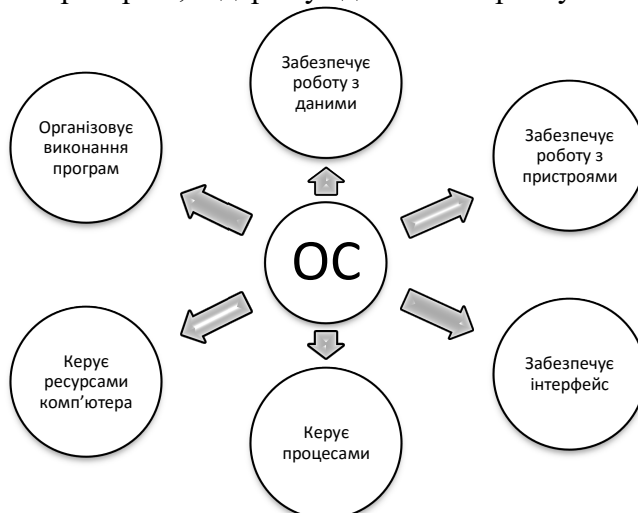 Забезпечує
роботу з
даними
Організовує
виконання
програм
Забезпечує
роботу з
пристроями
ОС
Керує
ресурсами
комп’ютера
Забезпечує
інтерфейс
Керує
процесами